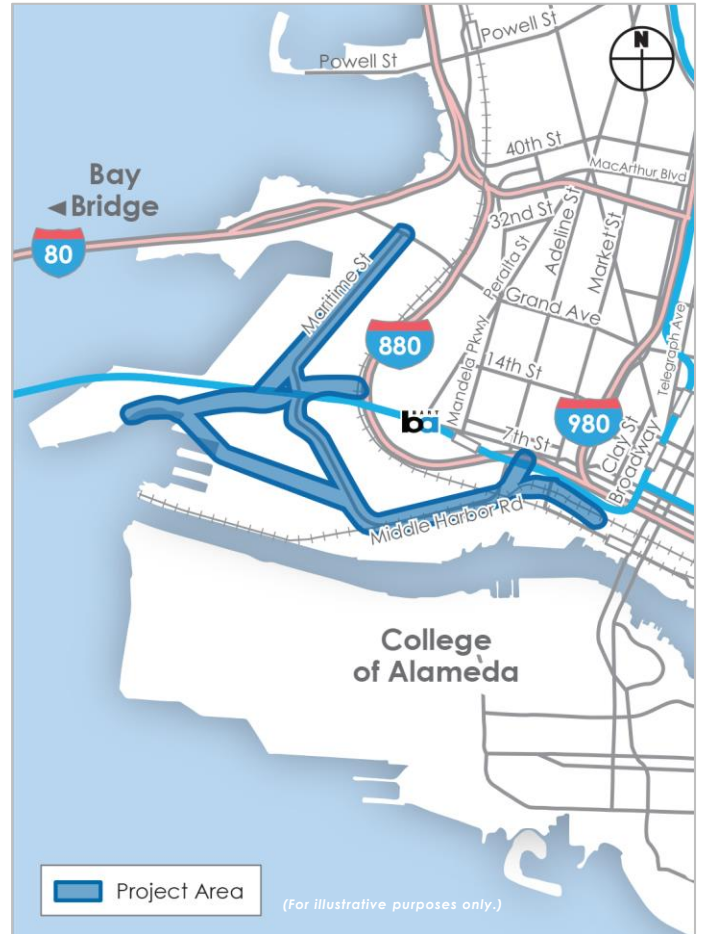 Powell St
Powell St
N
40th St
MacArthur Blvd
Bay
Bridge
80
32nd St
Adeline St
Market St
Peralta St
Maritime St
Grand Ave
880
Telegraph Ave
14th St
Mandela Pkwy
BART
ba
980
7th St
Clay St
Broadway
Middle Harbor Rd
College
of Alameda
Project Area
(For illustrative purposes only.)